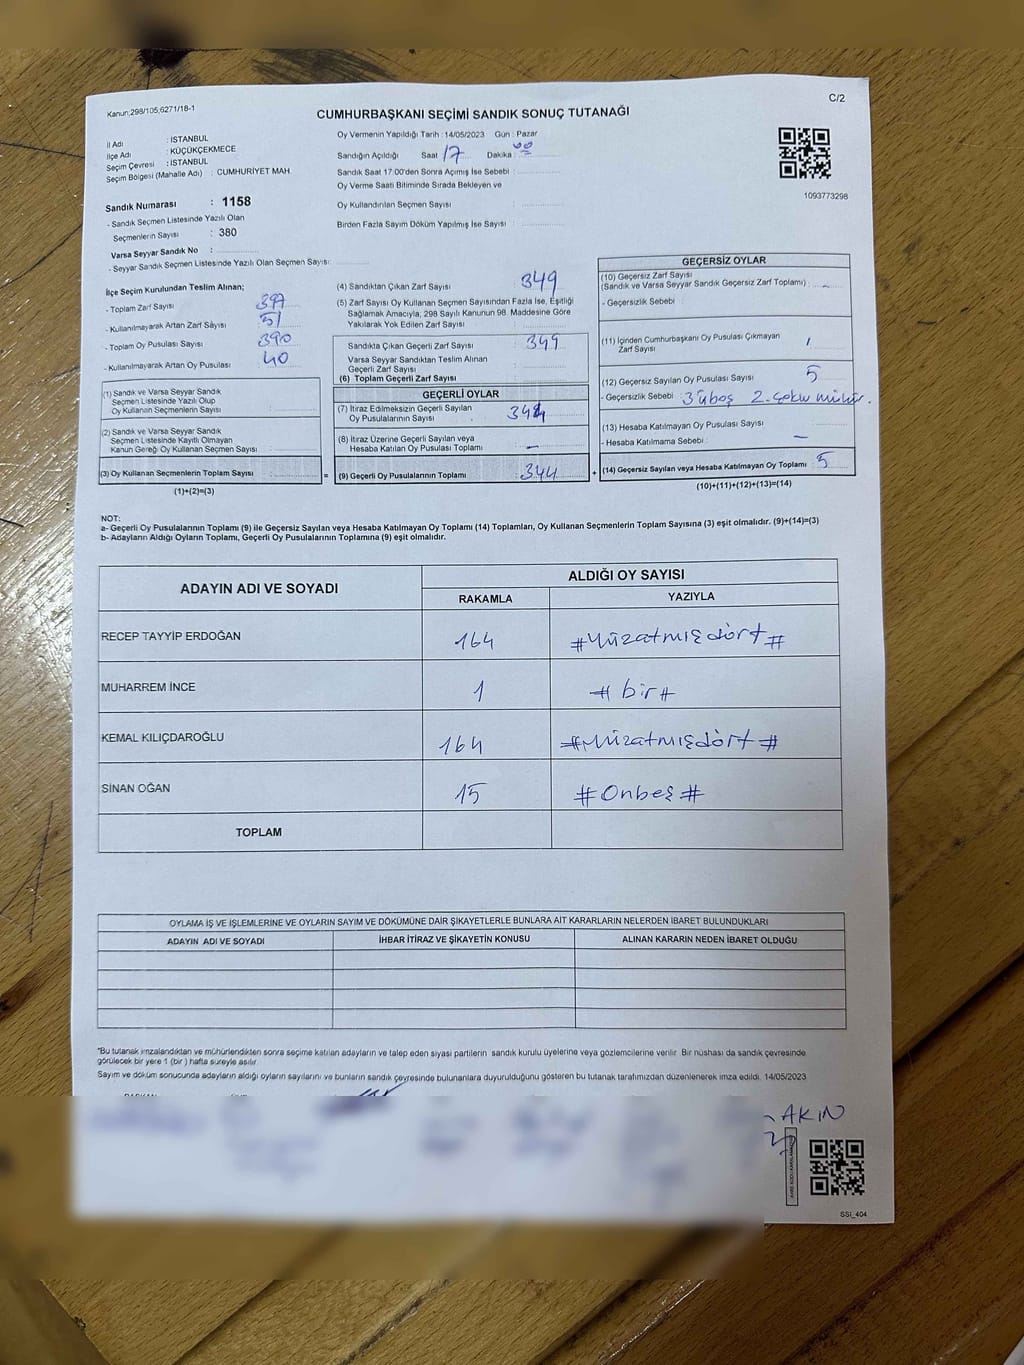 Kanun;298/105;6271/18-1
C/2
CUMHURBAŞKANI SEÇİMİ SANDIK SONUÇ TUTANAĞI
İl Adı : ISTANBUL
İlçe Adı : KÜÇÜKÇEKMECE
Seçim Çevresi : ISTANBUL
Seçim Bölgesi (Mahalle Adı) : CUMHURİYET MAH.
Oy Vermenin Yapıldığı Tarih : 14/05/2023 Gün : Pazar
Sandığın Açıldığı Saat 17 Dakika : 00
Sandık Saat 17.00'den Sonra Açımış İse Sebebi :
Oy Verme Saati Bitiminde Sırada Bekleyen ve
Oy Kullandırılan Seçmen Sayısı :
Birden Fazla Sayım Döküm Yapılmış İse Sayısı :
1093773298
Sandık Numarası : 1158
- Sandık Seçmen Listesinde Yazılı Olan
Seçmenlerin Sayısı : 380
Varsa Seyyar Sandık No :
- Seyyar Sandık Seçmen Listesinde Yazılı Olan Seçmen Sayısı:
İlçe Seçim Kurulundan Teslim Alınan;
- Toplam Zarf Sayısı
- Kullanılmayarak Artan Zarf Sayısı 51
- Toplam Oy Pusulası Sayısı 390
- Kullanılmayarak Artan Oy Pusulası : 40
(1) Sandık ve Varsa Seyyar Sandık
Seçmen Listesinde Yazılı Olup
Oy Kullanan Seçmenlerin Sayısı :
(2) Sandık ve Varsa Seyyar Sandık
Seçmen Listesinde Kayıtlı Olmayan
Kanun Gereği Oy Kullanan Seçmen Sayısı :
(3) Oy Kullanan Seçmenlerin Toplam Sayısı =
(1)+(2)=(3)
(4) Sandıktan Çıkan Zarf Sayısı : 349
(5) Zarf Sayısı Oy Kullanan Seçmen Sayısından Fazla İse, Eşitliği
Sağlamak Amacıyla, 298 Sayılı Kanunun 98. Maddesine Göre
Yakılarak Yok Edilen Zarf Sayısı :
Sandıkta Çıkan Geçerli Zarf Sayısı : 349
Varsa Seyyar Sandıktan Teslim Alınan
Geçerli Zarf Sayısı :
(6) Toplam Geçerli Zarf Sayısı :
GEÇERLİ OYLAR
(7) İtiraz Edilmeksizin Geçerli Sayılan
Oy Pusulalarının Sayısı : 344
(8) İtiraz Üzerine Geçerli Sayılan veya
Hesaba Katılan Oy Pusulası Toplamı : -
(9) Geçerli Oy Pusulalarının Toplamı : 344 +
GEÇERSİZ OYLAR
(10) Geçersiz Zarf Sayısı
(Sandık ve Varsa Seyyar Sandık Geçersiz Zarf Toplamı) : -
- Geçersizlik Sebebi :
(11) İçinden Cumhurbaşkanı Oy Pusulası Çıkmayan
Zarf Sayısı :
(12) Geçersiz Sayılan Oy Pusulası Sayısı : 5
- Geçersizlik Sebebi : 3'ü boş
(13) Hesaba Katılmayan Oy Pusulası Sayısı : -
- Hesaba Katılmama Sebebi :
(14) Geçersiz Sayılan veya Hesaba Katılmayan Oy Toplamı : 5
(10)+(11)+(12)+(13)=(14)
NOT:
a- Geçerli Oy Pusulalarının Toplamı (9) ile Geçersiz Sayılan veya Hesaba Katılmayan Oy Toplamı (14) Toplamları, Oy Kullanan Seçmenlerin Toplam Sayısına (3) eşit olmalıdır. (9)+(14)=(3)
b- Adayların Aldığı Oyların Toplamı, Geçerli Oy Pusulalarının Toplamına (9) eşit olmalıdır.
ADAYIN ADI VE SOYADI
ALDIĞI OY SAYISI
RAKAMLA YAZIYLA
RECEP TAYYİP ERDOĞAN 164 #Yüzatmışdört#
MUHARREM İNCE 1 #bir#
KEMAL KILIÇDAROĞLU 164 #Yüzatmışdört#
SİNAN OĞAN 15 #Onbeş#
TOPLAM
OYLAMA İŞ VE İŞLEMLERİNE VE OYLARIN SAYIM VE DÖKÜMÜNE DAİR ŞİKAYETLERLE BUNLARA AİT KARARLARIN NELERDEN İBARET BULUNDUKLARI
ADAYIN ADI VE SOYADI İHBAR İTİRAZ VE ŞİKAYETİN KONUSU ALINAN KARARIN NEDEN İBARET OLDUĞU
*Bu tutanak imzalandıktan ve mühürlendikten sonra seçime katılan adayların ve talep eden siyasi partilerin sandık kurulu üyelerine veya gözlemcilerine verilir. Bir nüshası da sandık çevresinde
görülecek bir yere 1 (bir) hafta süreyle asılır.
Sayım ve döküm sonucunda adayların aldığı oyların sayılarını ve bunların sandık çevresinde bulunanlara duyurulduğunu gösteren bu tutanak tarafımızdan düzenlenerek imza edildi. 14/05/2023
AKIN
SSİ_404